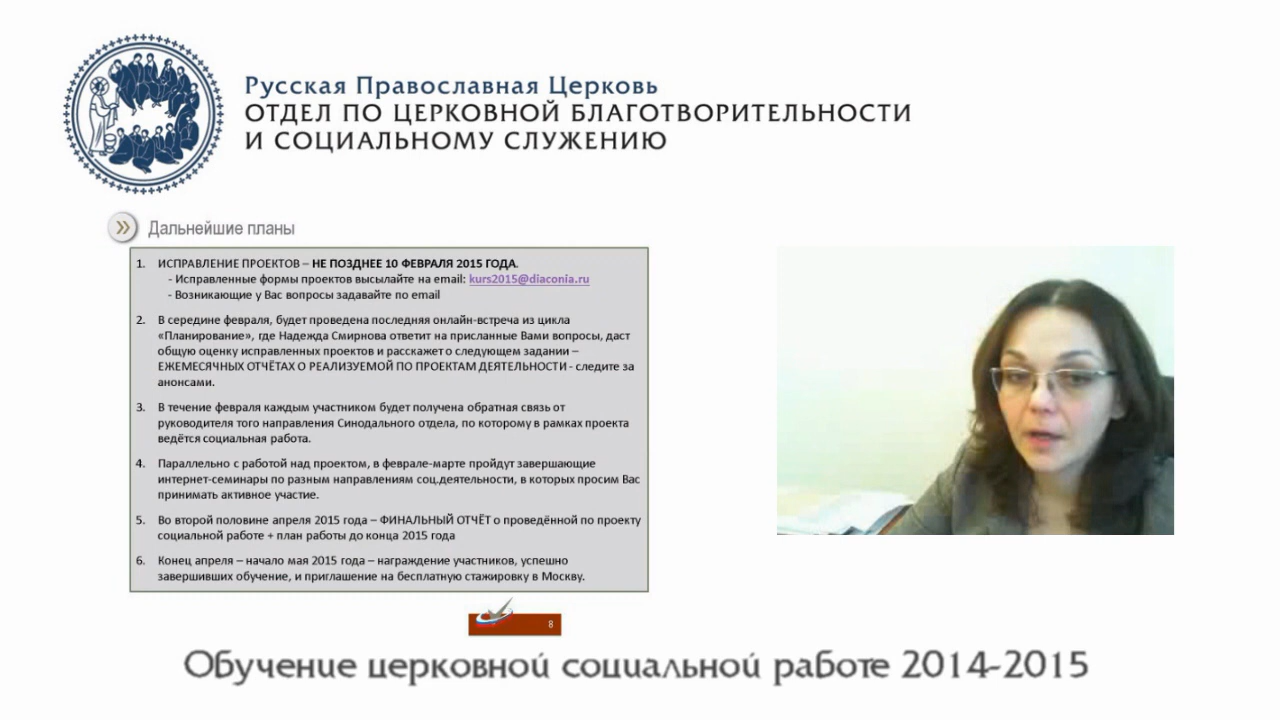 Русская Православная Церковь
ОТДЕЛ ПО ЦЕРКОВНОЙ БЛАГОТВОРИТЕЛЬНОСТИ
И СОЦИАЛЬНОМУ СЛУЖЕНИЮ
Дальнейшие планы
1. ИСПРАВЛЕНИЕ ПРОЕКТОВ – НЕ ПОЗДНЕЕ 10 ФЕВРАЛЯ 2015 ГОДА.
- Исправленные формы проектов высылайте на email: kurs2015@diaconia.ru
- Возникающие у Вас вопросы задавайте по email
2. В середине февраля, будет проведена последняя онлайн-встреча из цикла
«Планирование», где Надежда Смирнова ответит на присланные Вами вопросы, даст
общую оценку исправленных проектов и расскажет о следующем задании –
ЕЖЕМЕСЯЧНЫХ ОТЧЁТАХ О РЕАЛИЗУЕМОЙ ПО ПРОЕКТАМ ДЕЯТЕЛЬНОСТИ - следите за
анонсами.
3. В течение февраля каждым участником будет получена обратная связь от
руководителя того направления Синодального отдела, по которому в рамках проекта
ведётся социальная работа.
4. Параллельно с работой над проектом, в феврале-марте пройдут завершающие
интернет-семинары по разным направлениям соц.деятельности, в которых просим Вас
принимать активное участие.
5. Во второй половине апреля 2015 года – ФИНАЛЬНЫЙ ОТЧЁТ о проведённой по проекту
социальной работе + план работы до конца 2015 года
6. Конец апреля – начало мая 2015 года – награждение участников, успешно
завершивших обучение, и приглашение на бесплатную стажировку в Москву.
8
Обучение церковной социальной работе 2014-2015